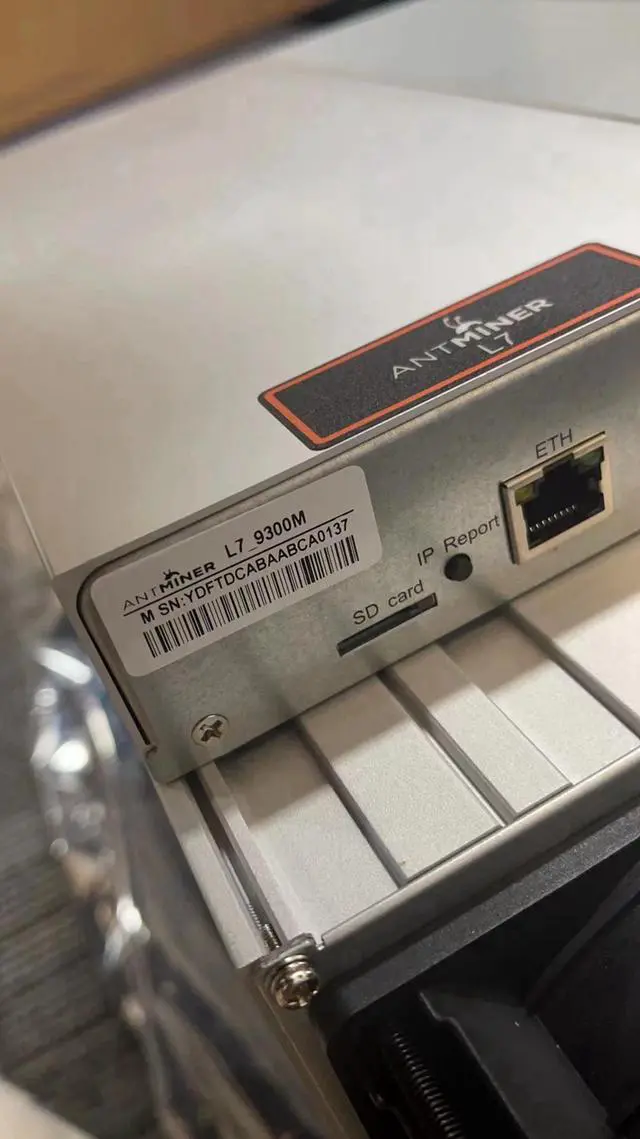 ANTMINER
L7
ETH
ANTMINER L7_9300M
M SN:YDFTDCABAABCA0137
IP Report
SD card